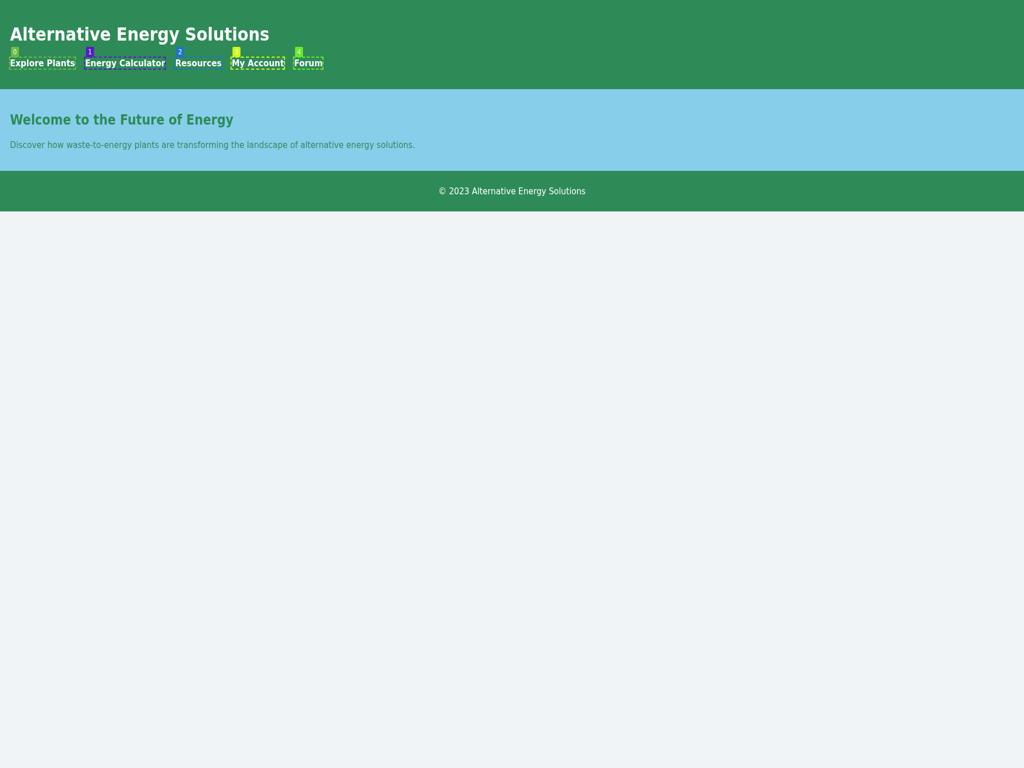 Alternative Energy Solutions
0 1 2 3 4
Explore Plants Energy Calculator Resources My Account Forum
Welcome to the Future of Energy
Discover how waste-to-energy plants are transforming the landscape of alternative energy solutions.
© 2023 Alternative Energy Solutions